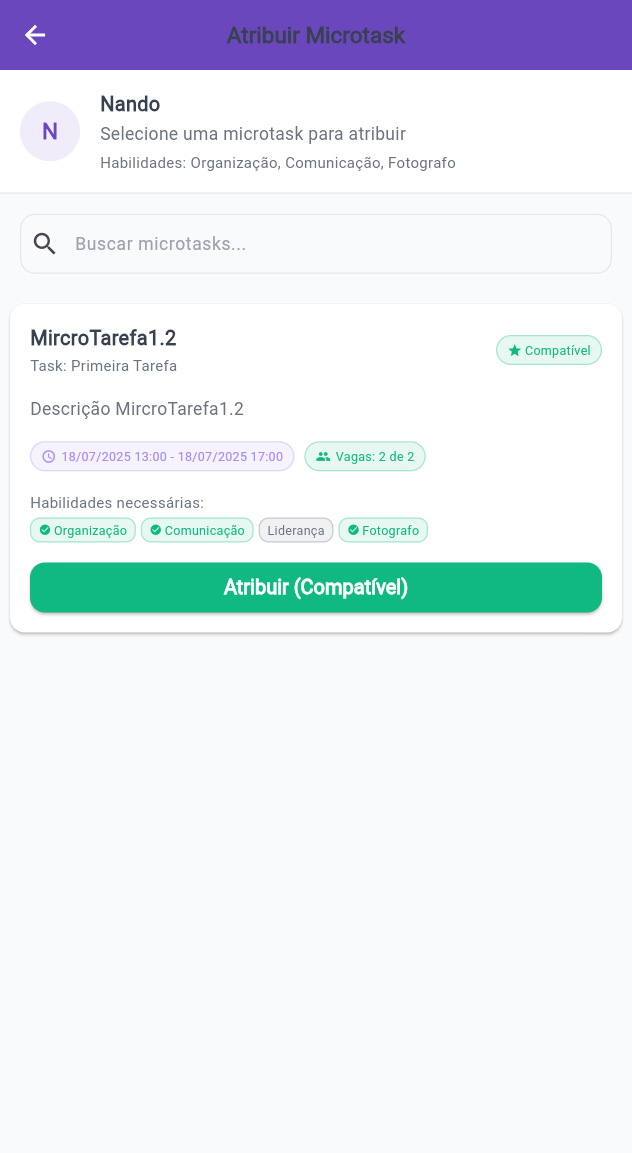 Atribuir Microtask
N
Nando
Selecione uma microtask para atribuir
Habilidades: Organização, Comunicação, Fotografo
Buscar microtasks...
MircroTarefa1.2
Task: Primeira Tarefa
Compatível
Descrição MircroTarefa1.2
18/07/2025 13:00 - 18/07/2025 17:00
Vagas: 2 de 2
Habilidades necessárias:
Organização
Comunicação
Liderança
Fotografo
Atribuir (Compatível)